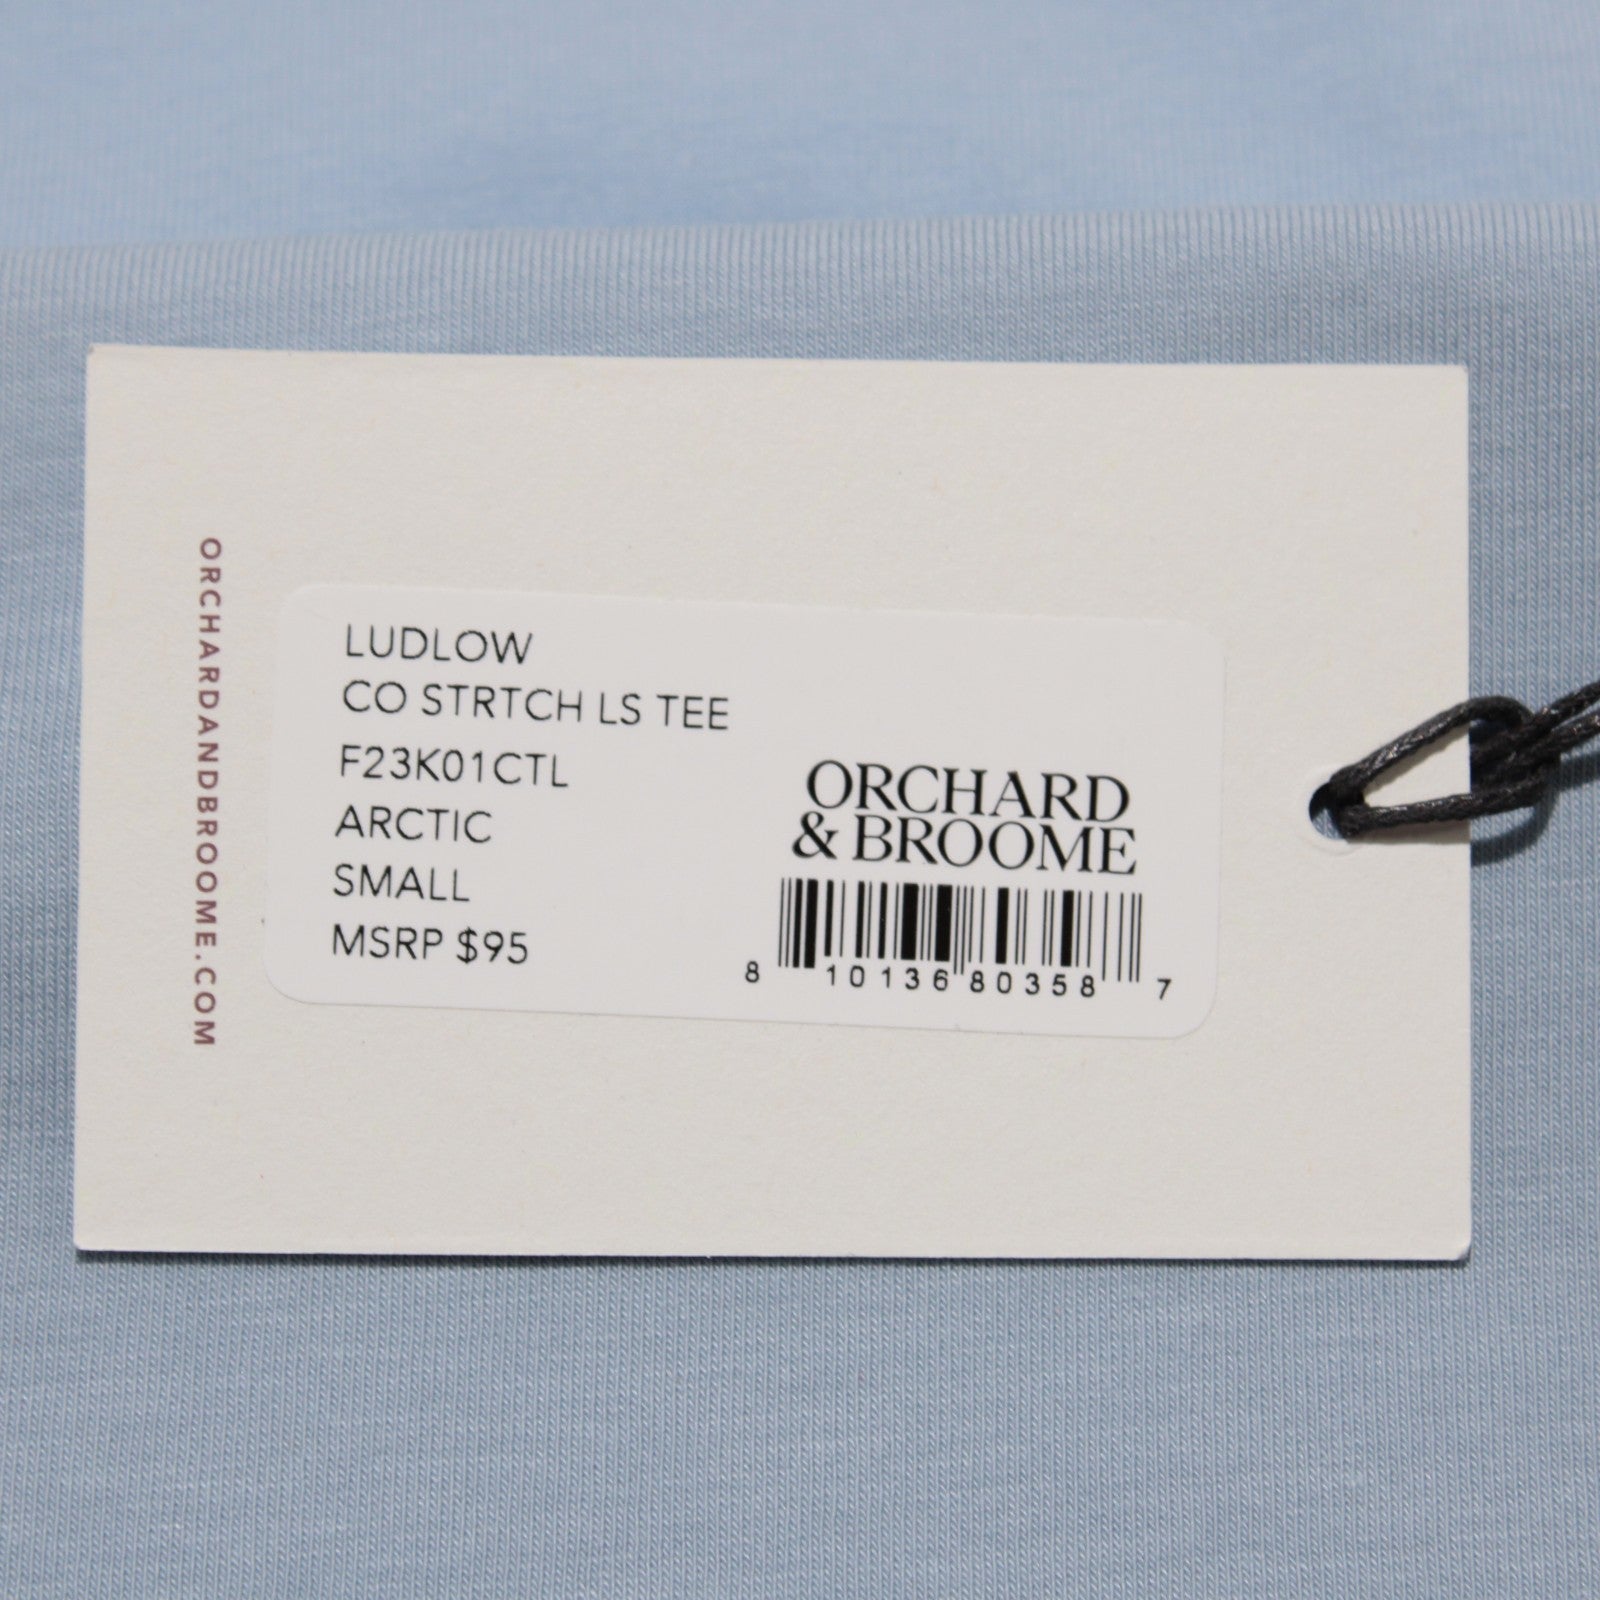 ORCHARDANDBROOME.COM
LUDLOW
CO STRTCH LS TEE
F23K01CTL
ARCTIC
SMALL
MSRP $95
ORCHARD
& BROOME
8 10136 80358 7